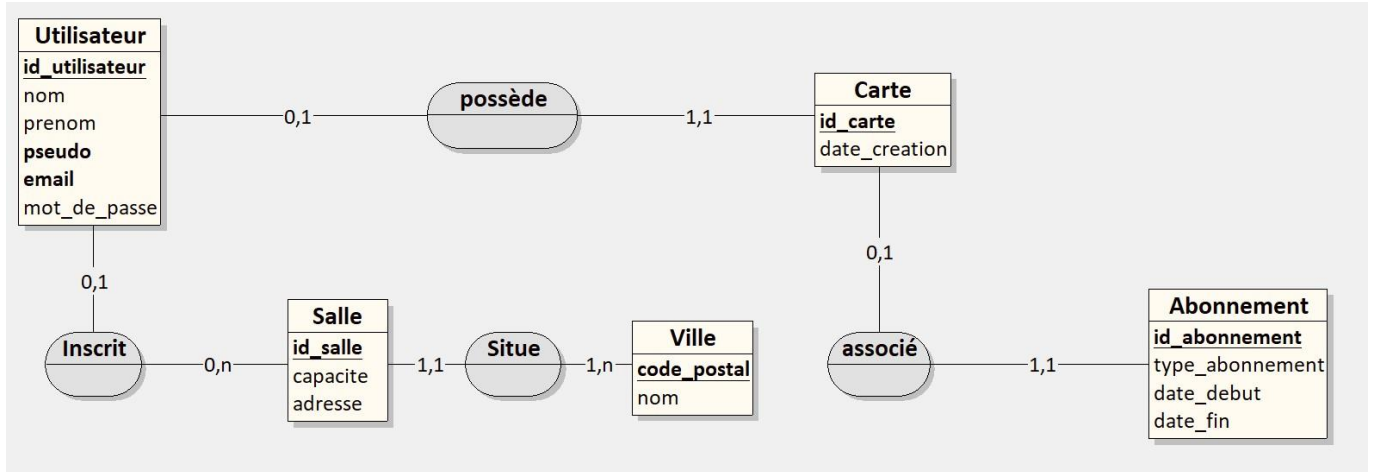 Utilisateur
id_utilisateur
nom
prenom
pseudo
email
mot_de_passe
0,1
possède
1,1
Carte
id_carte
date_creation
0,1
0,1
Inscrit
0,n
Salle
id_salle
capacite
adresse
1,1
Situe
1,n
Ville
code_postal
nom
associé
1,1
Abonnement
id_abonnement
type_abonnement
date_debut
date_fin